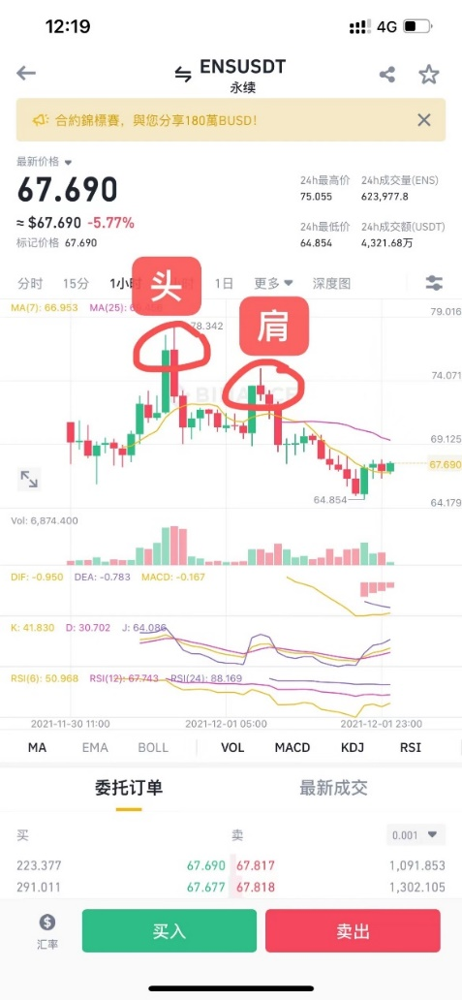 12:19
4G
ENSUSDT
永续
合約錦標賽，與您分享180萬BUSD!
最新价格
24h最高价 24h成交量(ENS)
67.690
75.055 623,977.8
≈ $67.690 -5.77%
24h最低价 24h成交额(USDT)
标记价格 67.690
64.854 4,321.68万
头
分时 15分 1小时 1日 更多 深度图
肩
MA(7): 66.953 MA(25):
79.016
78.342
74.071
BINANCE
69.125
67.690
64.854
64.179
Vol: 6,874.400
DIF: -0.950 DEA: -0.783 MACD: -0.167
K: 41.830 D: 30.702 J: 64.086
RSI(6): 50.968 RSI(12): 67.743 RSI(24): 88.169
2021-11-30 11:00 2021-12-01 05:00 2021-12-01 23:00
MA EMA BOLL VOL MACD KDJ RSI
委托订单 最新成交
买 卖 0.001
223.377 67.690 67.817 1,091.853
291.011 67.677 67.818 1,302.105
汇率
买入 卖出